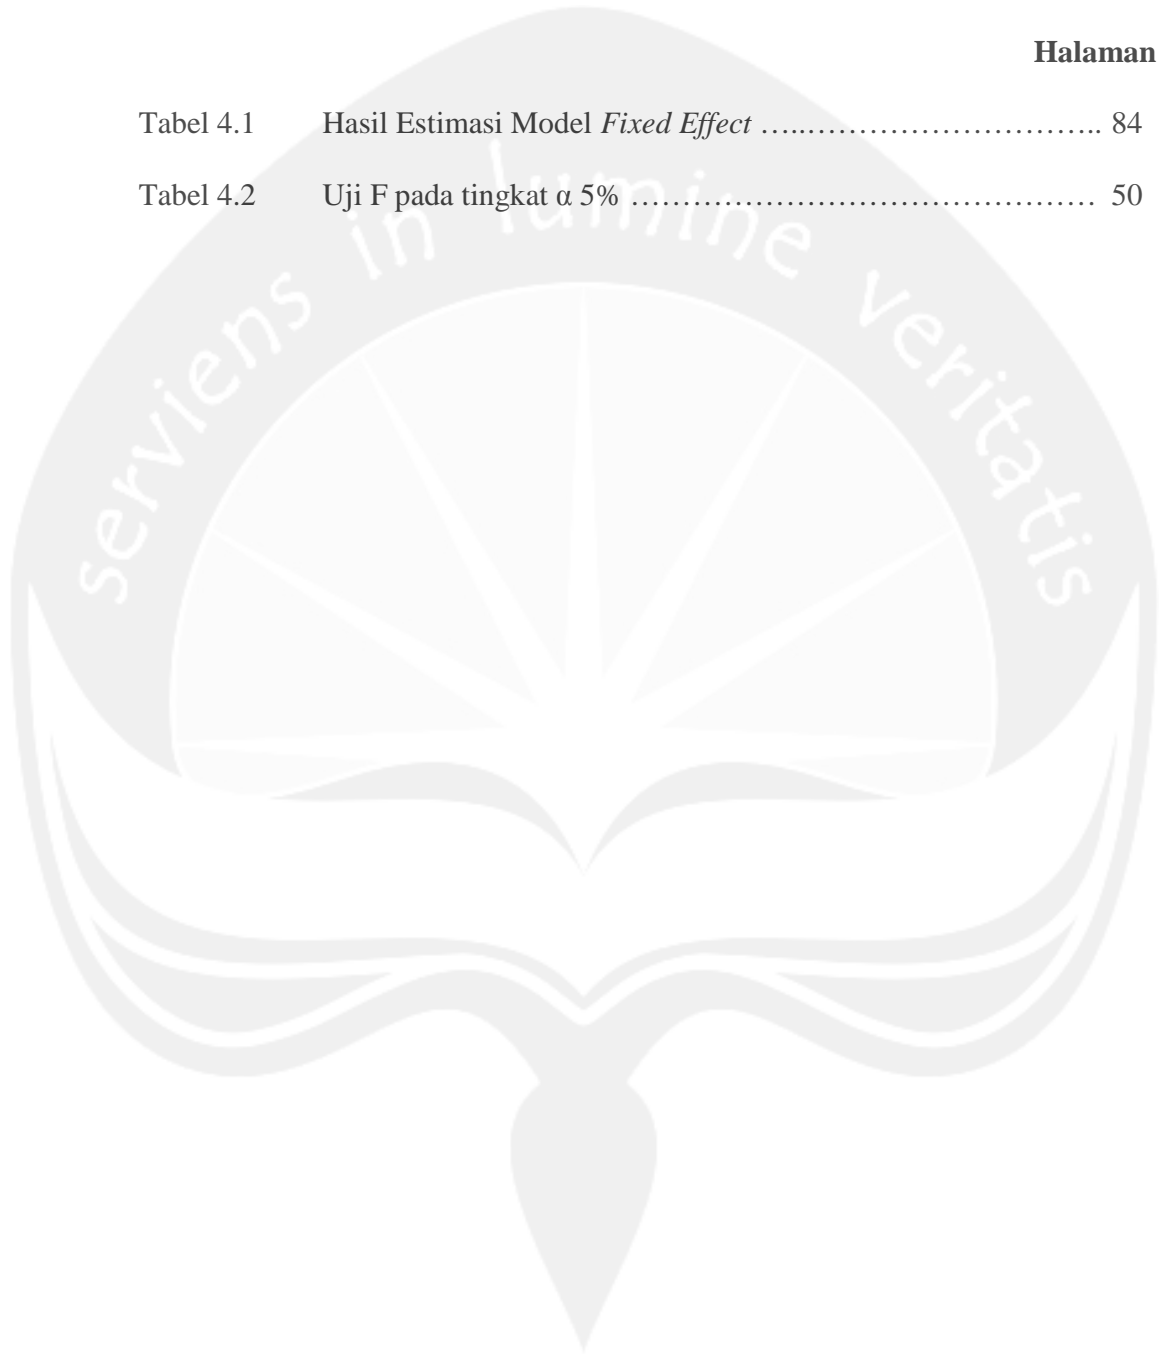 Halaman
Tabel 4.1 Hasil Estimasi Model Fixed Effect …..……………………………….. 84
Tabel 4.2 Uji F pada tingkat α 5% ……………………………………………… 50
serviens in lumine veritatis